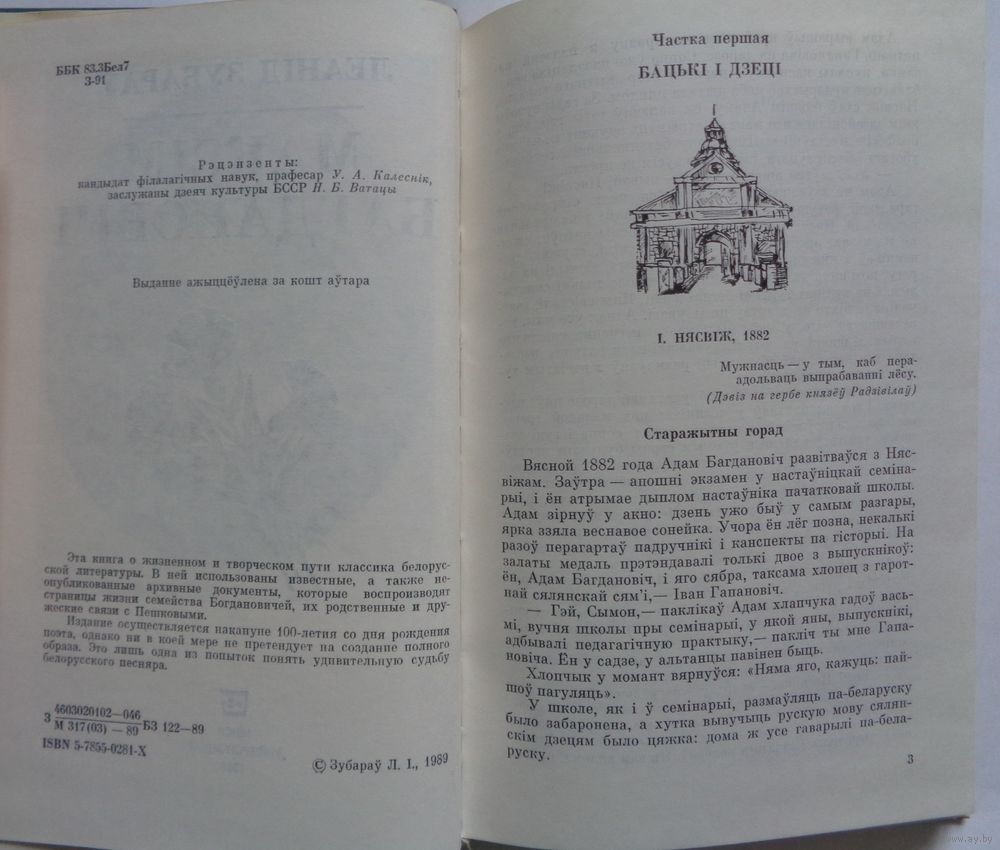 ББК 83.3Бел7
З-91
Рэцэнзенты:
кандыдат філалагічных навук, прафесар У. А. Калеснік,
заслужаны дзеяч культуры БССР Н. Б. Ватацы
Выданне ажыццёўлена за кошт аўтара
Эта книга о жизненном и творческом пути классика белорус-
ской литературы. В ней использованы известные, а также не-
опубликованные архивные документы, которые воспроизводят
страницы жизни семейства Богдановичей, их родственные и дру-
жеские связи с Пешковыми.
Издание осуществляется накануне 100-летия со дня рождения
поэта, однако ни в коей мере не претендует на создание полного
образа. Это лишь одна из попыток понять удивительную судьбу
белорусского песняра.
З 4603020102—046
М 317(03) — 89 БЗ 122—89
ISBN 5-7855-0281-X
© Зубараў Л. І., 1989
Частка першая
БАЦЬКІ І ДЗЕЦІ
І. НЯСВІЖ, 1882
Мужнасць — у тым, каб пера-
адольваць выпрабаванні лёсу.
(Дэвіз на гербе князёў Радзівілаў)
Старажытны горад
Вясной 1882 года Адам Багдановіч развітваўся з Няс-
віжам. Заўтра — апошні экзамен у настаўніцкай семіна-
рыі, і ён атрымае дыплом настаўніка пачатковай школы.
Адам зірнуў у акно: дзень ужо быў у самым разгары,
ярка ззяла веснавое сонейка. Учора ён лёг позна, некалькі
разоў перагартаў падручнікі і канспекты па гісторыі. На
залаты медаль прэтэндавалі толькі двое з выпускнікоў:
ён, Адам Багдановіч, і яго сябра, таксама хлопец з гарот-
най сялянскай сям'і,— Іван Гапановіч.
— Гэй, Сымон,— паклікаў Адам хлапчука гадоў вась-
мі, вучня школы пры семінарыі, у якой яны, выпускнікі,
адбывалі педагагічную практыку,— пакліч ты мне Гапа-
новіча. Ён у садзе, у альтанцы павінен быць.
Хлопчык у момант вярнуўся: «Няма яго, кажуць: пай-
шоў пагуляць».
У школе, як і ў семінарыі, размаўляць па-беларуску
было забаронена, а хутка вывучыць рускую мову сялян-
скім дзецям было цяжка: дома ж усе гаварылі па-бела-
руску.
3
www.ay.by